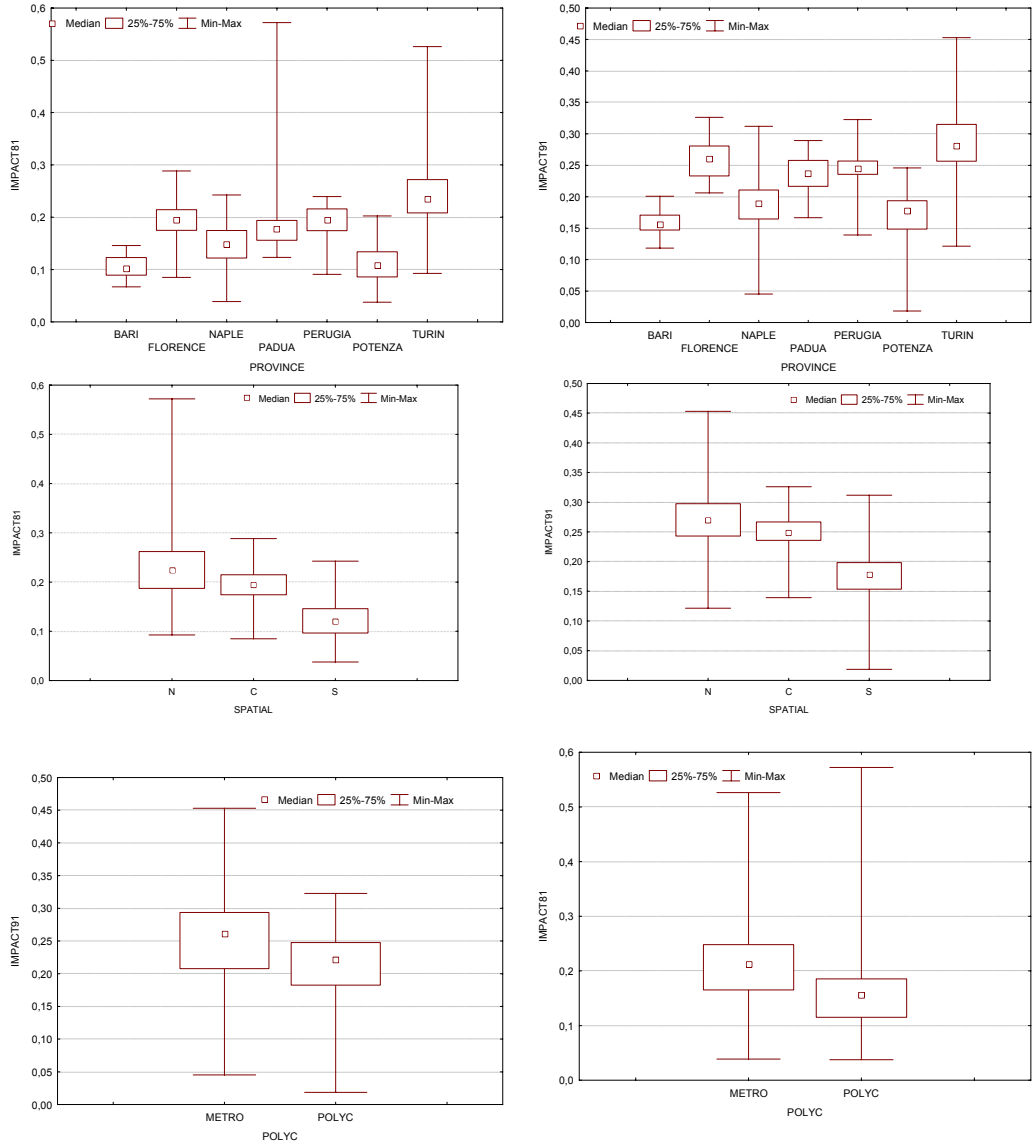 0,6
Median 25%-75% Min-Max
0,5
0,4
0,3
0,2
0,1
0,0
IMPACT81
BARI NAPLE PERUGIA TURIN
FLORENCE PADUA POTENZA
PROVINCE
0,50
Median 25%-75% Min-Max
0,45
0,40
0,35
0,30
0,25
0,20
0,15
0,10
0,05
0,00
IMPACT91
BARI NAPLE PERUGIA TURIN
FLORENCE PADUA POTENZA
PROVINCE
0,6
Median 25%-75% Min-Max
0,5
0,4
0,3
0,2
0,1
0,0
IMPACT81
N C S
SPATIAL
0,50
Median 25%-75% Min-Max
0,45
0,40
0,35
0,30
0,25
0,20
0,15
0,10
0,05
0,00
IMPACT91
N C S
SPATIAL
0,50
Median 25%-75% Min-Max
0,45
0,40
0,35
0,30
0,25
0,20
0,15
0,10
0,05
0,00
IMPACT91
METRO POLYC
POLYC
0,6
Median 25%-75% Min-Max
0,5
0,4
0,3
0,2
0,1
0,0
IMPACT81
METRO POLYC
POLYC